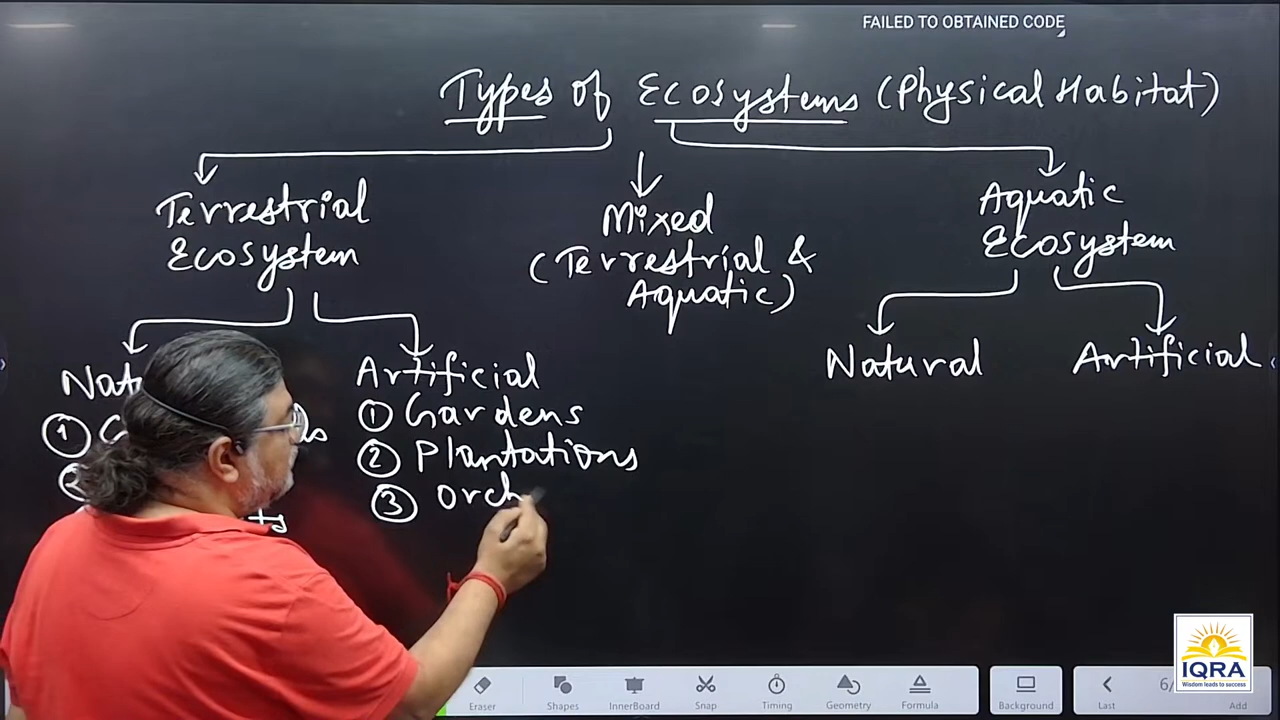 FAILED TO OBTAINED CODE
Types of Ecosystems (Physical Habitat)
Terrestrial
Ecosystem
Mixed
(Terrestrial &
Aquatic)
Aquatic
Ecosystem
Artificial
① Gardens
② Plantations
③ Orch
Natural
Artificial
①
Eraser
Shapes
InnerBoard
Snap
Timing
Geometry
Formula
Background
Last
6/
Add
IQRA
Wisdom leads to success